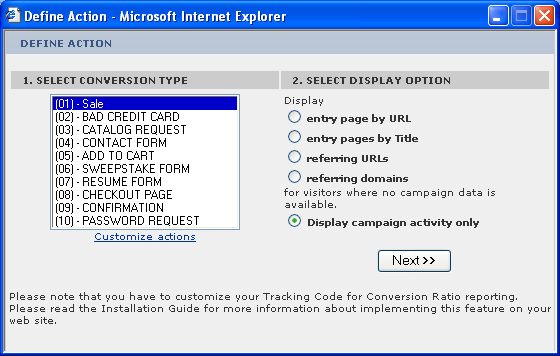 Define Action - Microsoft Internet Explorer
DEFINE ACTION
1. SELECT CONVERSION TYPE
(01) - Sale
(02) - BAD CREDIT CARD
(03) - CATALOG REQUEST
(04) - CONTACT FORM
(05) - ADD TO CART
(06) - SWEEPSTAKE FORM
(07) - RESUME FORM
(08) - CHECKOUT PAGE
(09) - CONFIRMATION
(10) - PASSWORD REQUEST
Customize actions
2. SELECT DISPLAY OPTION
Display
entry page by URL
entry pages by Title
referring URLs
referring domains
for visitors where no campaign data is
available.
Display campaign activity only
Next >>
Please note that you have to customize your Tracking Code for Conversion Ratio reporting.
Please read the Installation Guide for more information about implementing this feature on your
web site.